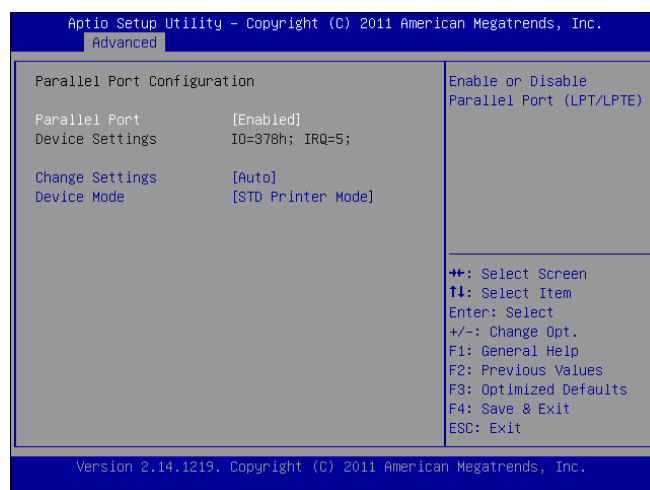 Aptio Setup Utility – Copyright (C) 2011 American Megatrends, Inc.
Advanced
Parallel Port Configuration
Parallel Port [Enabled]
Device Settings IO=378h; IRQ=5;
Change Settings [Auto]
Device Mode [STD Printer Mode]
Enable or Disable
Parallel Port (LPT/LPTE)
→←: Select Screen
↑↓: Select Item
Enter: Select
+/-: Change Opt.
F1: General Help
F2: Previous Values
F3: Optimized Defaults
F4: Save & Exit
ESC: Exit
Version 2.14.1219. Copyright (C) 2011 American Megatrends, Inc.